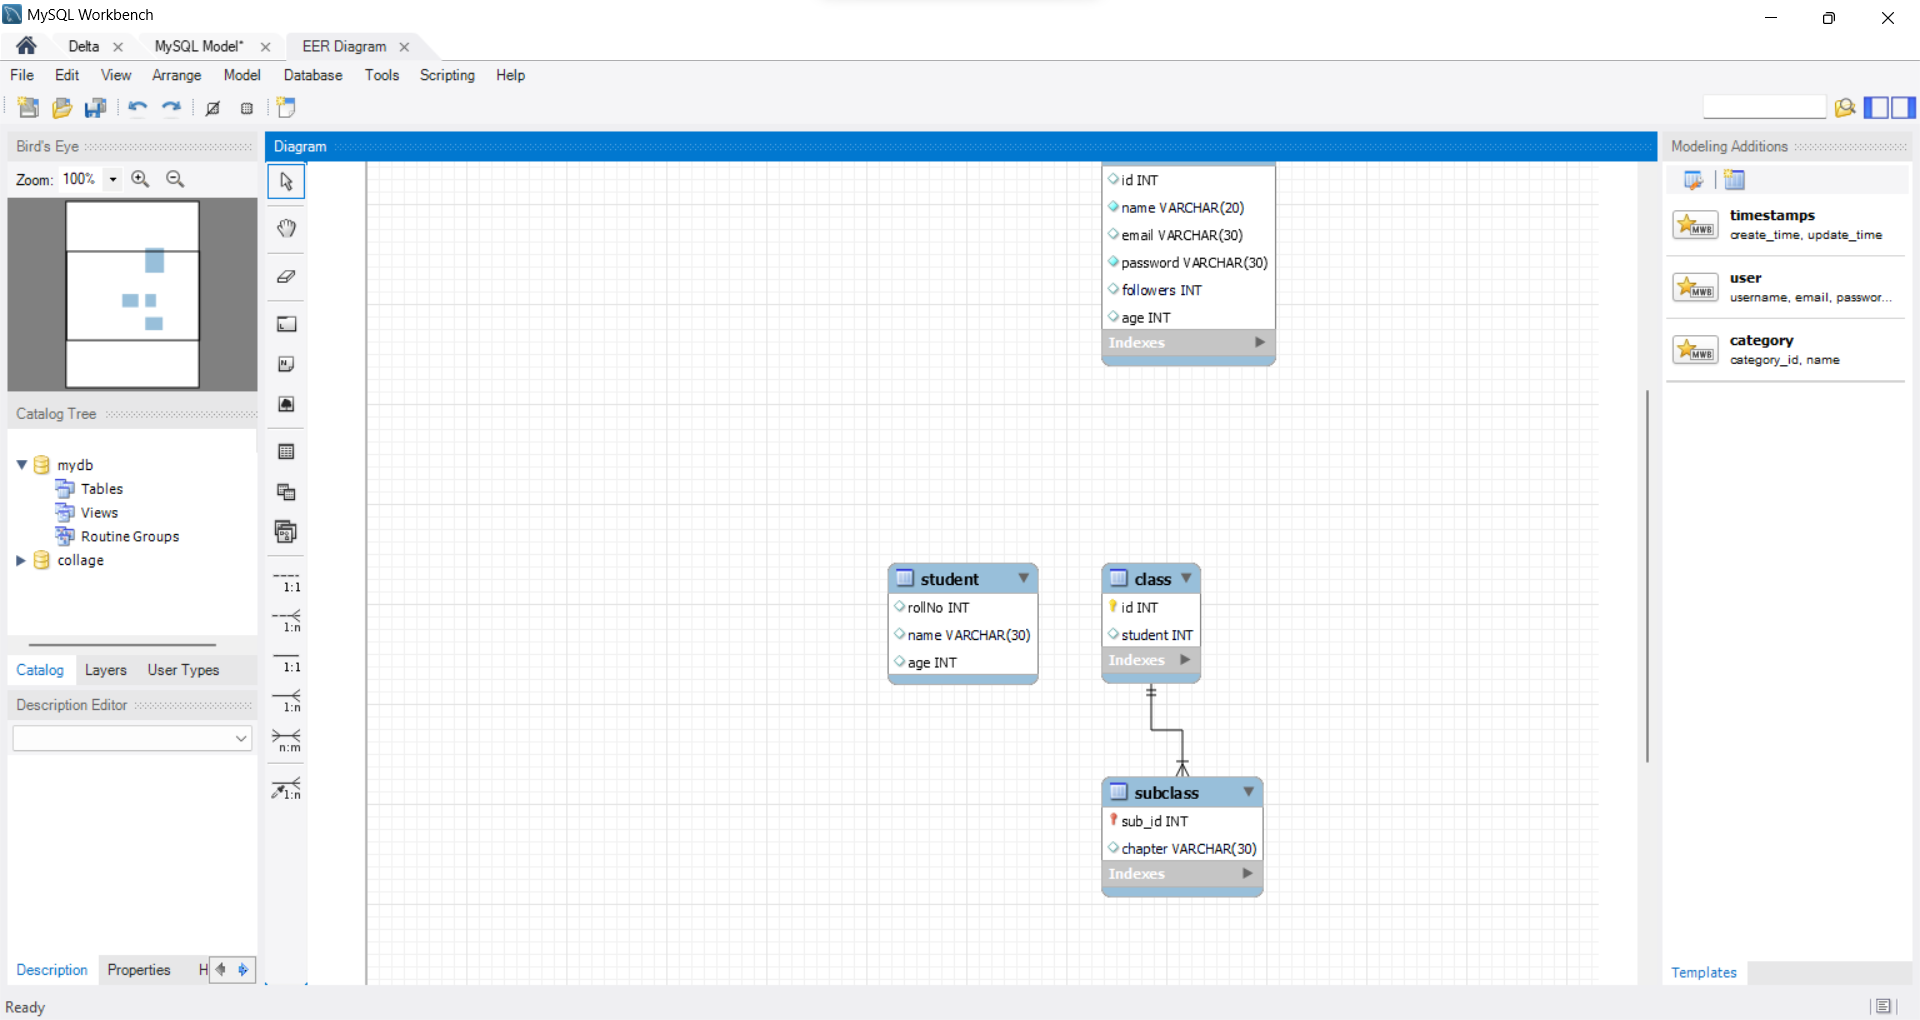 MySQL Workbench
Delta
MySQL Model*
EER Diagram
File Edit View Arrange Model Database Tools Scripting Help
Bird's Eye
Zoom: 100%
Catalog Tree
mydb
Tables
Views
Routine Groups
collage
Catalog Layers User Types
Description Editor
Description Properties H
Ready
Diagram
1:1
1:n
1:1
1:n
n:m
1:n
id INT
name VARCHAR(20)
email VARCHAR(30)
password VARCHAR(30)
followers INT
age INT
Indexes
student
rollNo INT
name VARCHAR(30)
age INT
class
id INT
student INT
Indexes
subclass
sub_id INT
chapter VARCHAR(30)
Indexes
Modeling Additions
MWB
timestamps
create_time, update_time
MWB
user
username, email, passwor...
MWB
category
category_id, name
Templates